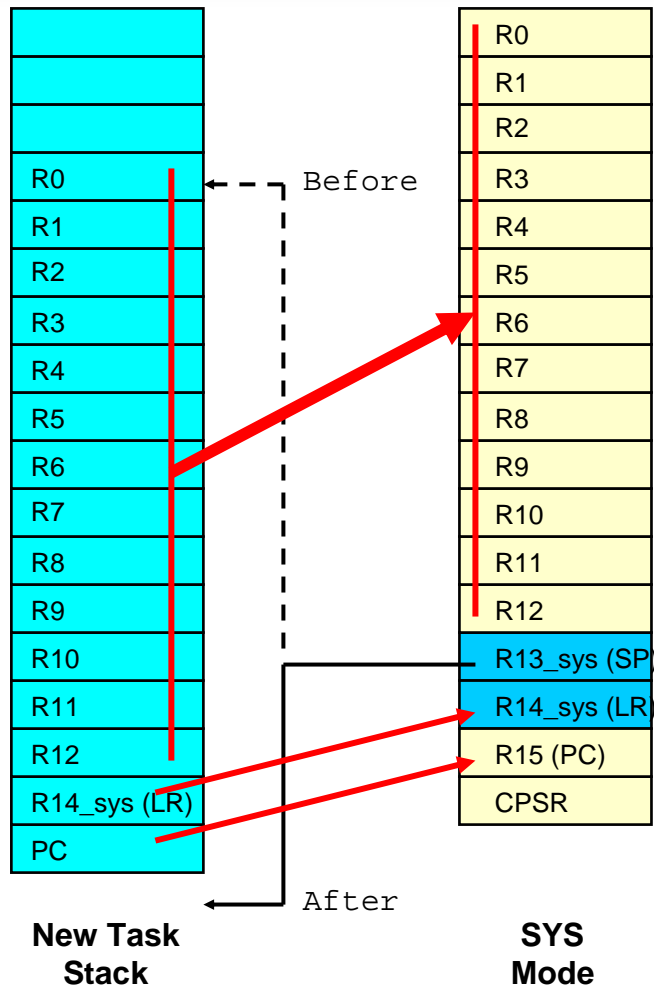 R0
R1
R2
R3
R4
R5
R6
R7
R8
R9
R10
R11
R12
R14_sys (LR)
PC
New Task
Stack
Before
After
R0
R1
R2
R3
R4
R5
R6
R7
R8
R9
R10
R11
R12
R13_sys (SP)
R14_sys (LR)
R15 (PC)
CPSR
SYS
Mode